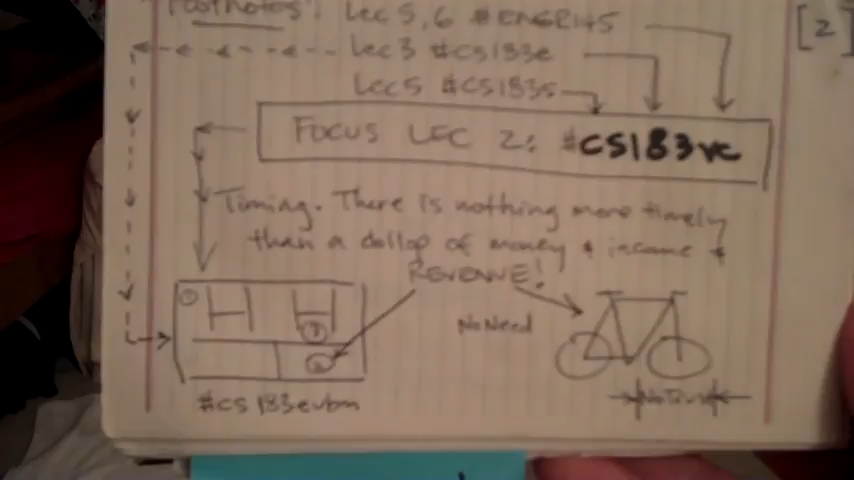 Footnotes: Lec 5, 6 #ENGR145
[2]
Lec 3 #CS183e
Lec 5 #CS183s
FOCUS LEC 2: #CS183vc
Timing. There is nothing more timely
than a dollop of money & income &
REVENUE!
No Need
#CS183evbm